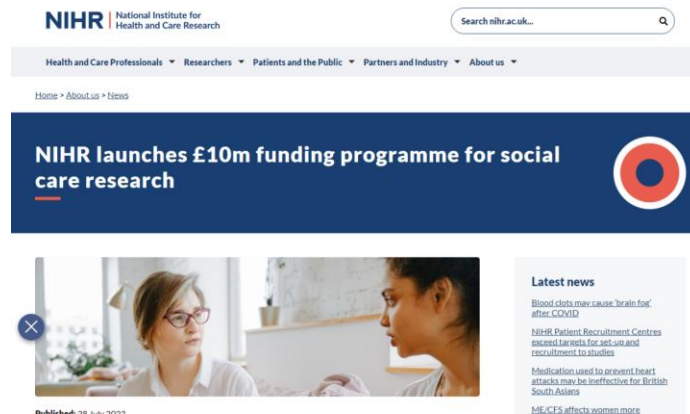 NIHR
National Institute for
Health and Care Research
Search nihr.ac.uk...
Health and Care Professionals
Researchers
Patients and the Public
Partners and Industry
About us
Home > About us > News
NIHR launches £10m funding programme for social
care research
Latest news
Blood clots may cause 'brain fog'
after COVID
NIHR Patient Recruitment Centres
exceed targets for set-up and
recruitment to studies
Medication used to prevent heart
attacks may be ineffective for British
South Asians
ME/CFS affects women more
Published: 28 July 2023